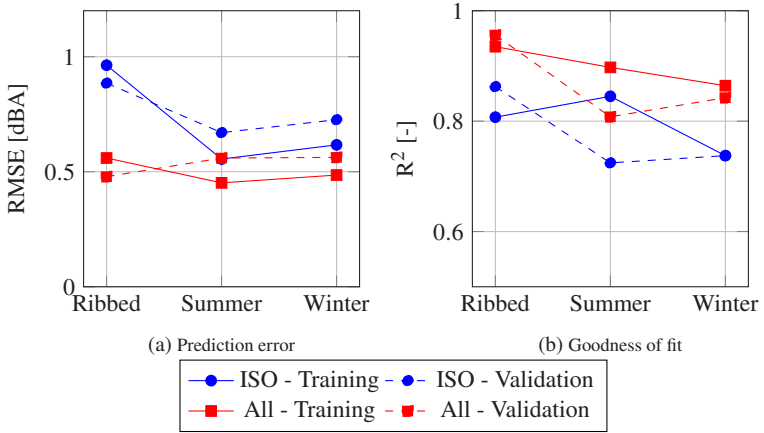 RMSE [dBA]
1
0.5
0
Ribbed Summer Winter
(a) Prediction error
R² [-]
1
0.8
0.6
Ribbed Summer Winter
(b) Goodness of fit
ISO - Training ISO - Validation
All - Training All - Validation